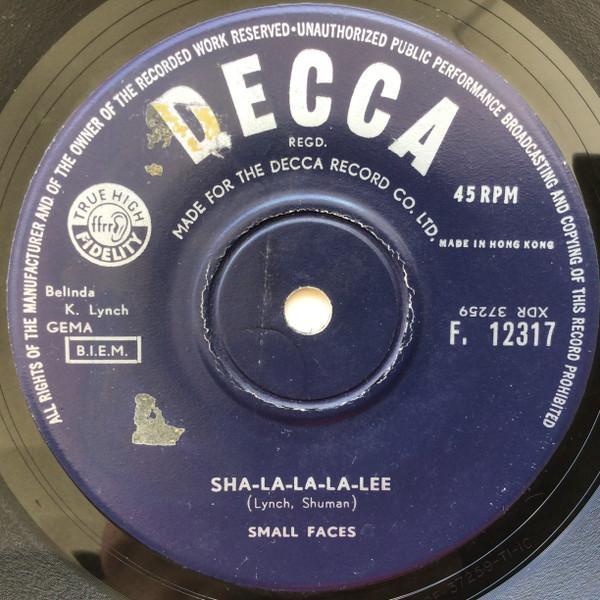 ALL RIGHTS OF THE MANUFACTURER AND OF THE OWNER OF THE RECORDED WORK RESERVED•UNAUTHORIZED PUBLIC PERFORMANCE BROADCASTING AND COPYING OF THIS RECORD PROHIBITED
DECCA
REGD.
MADE FOR THE DECCA RECORD CO. LTD.
45 RPM
MADE IN HONG KONG
TRUE HIGH
ffrr
FIDELITY
Belinda
K. Lynch
GEMA
B.I.E.M.
XDR 37259
F. 12317
SHA-LA-LA-LA-LEE
(Lynch, Shuman)
SMALL FACES